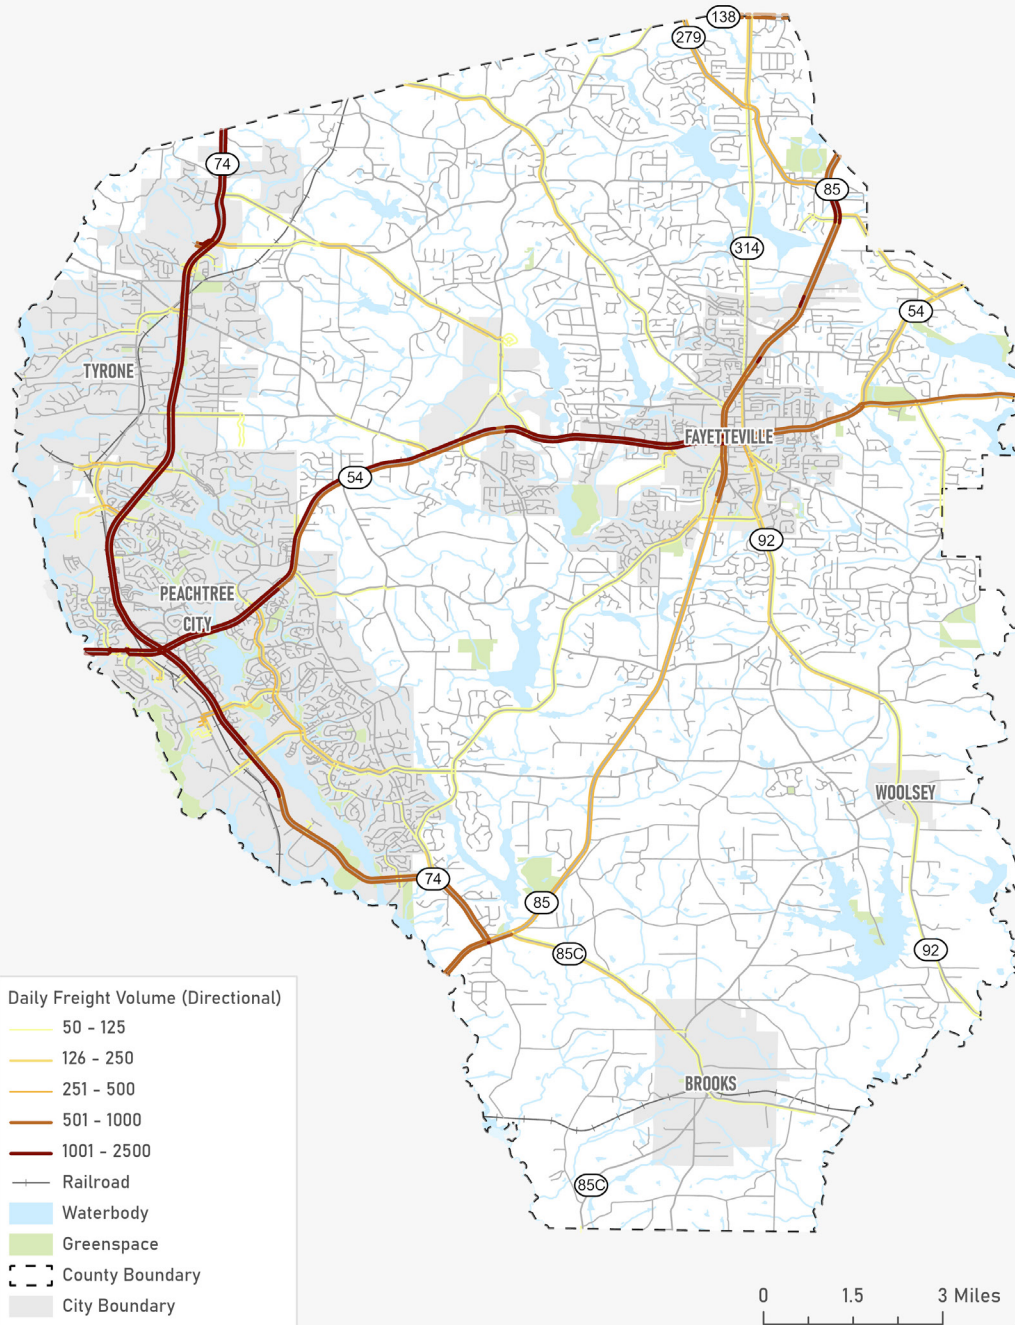 138
279
74
85
314
54
TYRONE
FAYETTEVILLE
54
92
PEACHTREE
CITY
WOOLSEY
74
85
85C
92
BROOKS
85C
Daily Freight Volume (Directional)
50 - 125
126 - 250
251 - 500
501 - 1000
1001 - 2500
Railroad
Waterbody
Greenspace
County Boundary
City Boundary
0 1.5 3 Miles